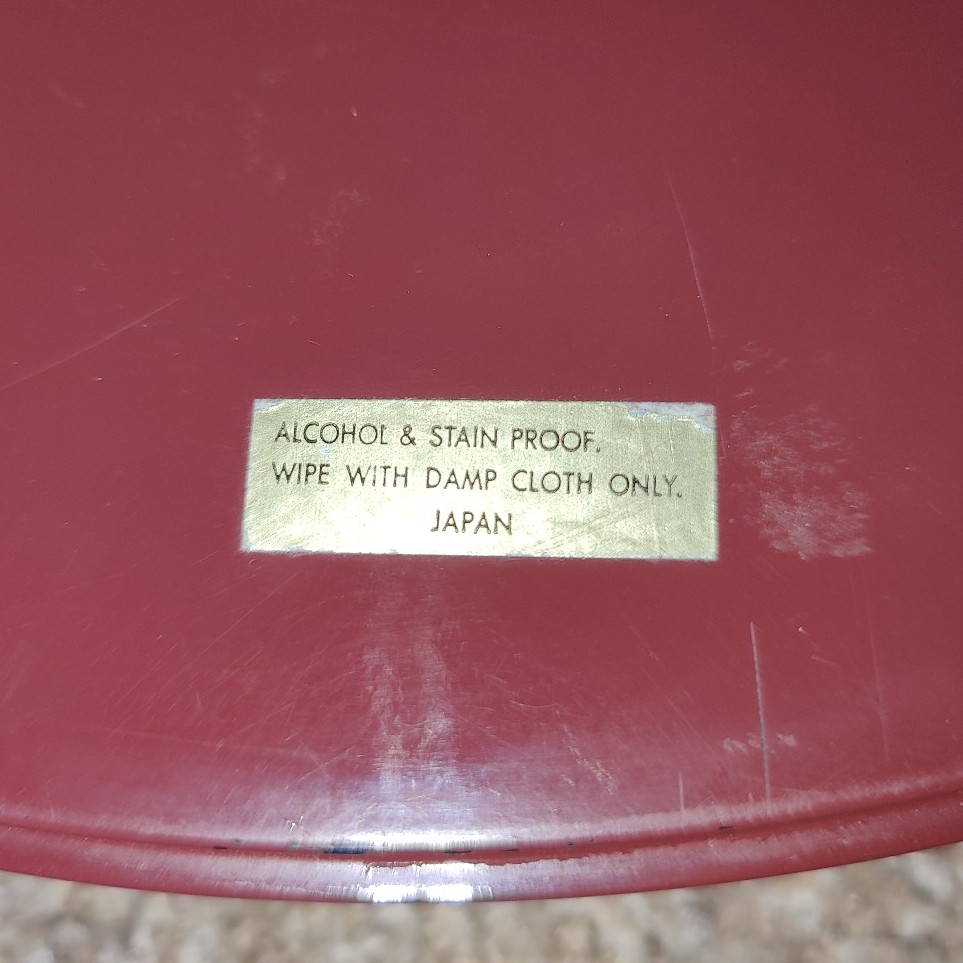 ALCOHOL & STAIN PROOF.
WIPE WITH DAMP CLOTH ONLY.
JAPAN